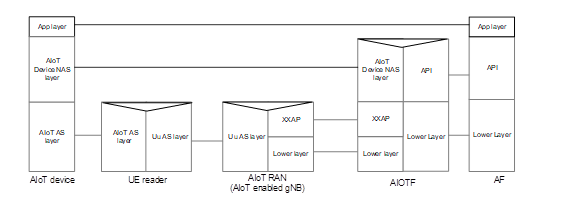 App layer
App layer
AIoT
Device NAS
layer
AIoT
Device NAS
layer
API
API
AIoT AS
layer
AIoT AS
layer
Uu AS layer
Uu AS layer
XXAP
Lower layer
XXAP
Lower layer
Lower Layer
Lower Layer
AIoT device
UE reader
AIoT RAN
(AIoT enabled gNB)
AIOTF
AF